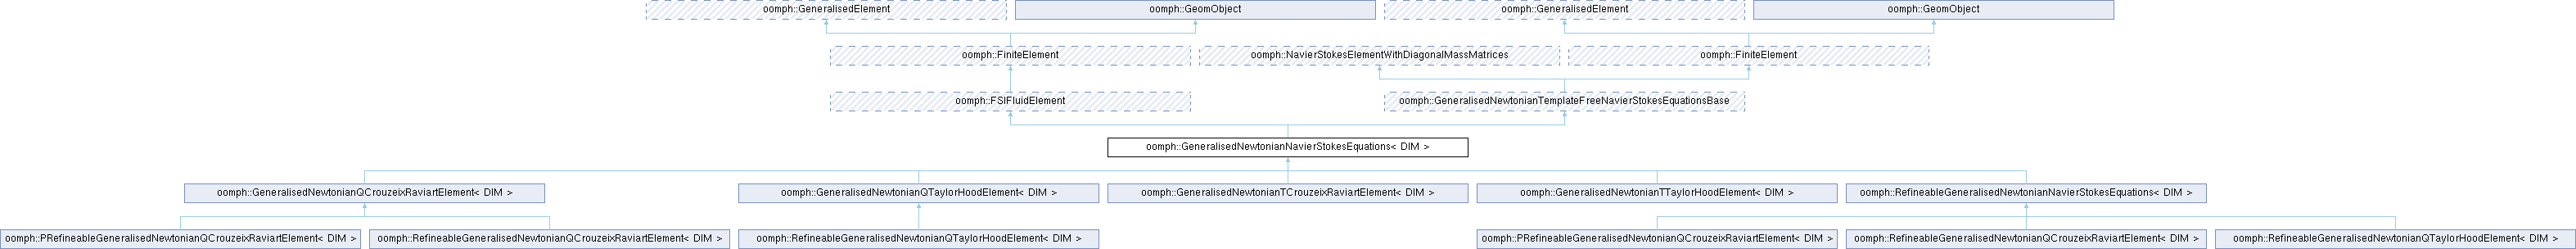 oomph::GeneralisedElement
oomph::GeomObject
oomph::GeneralisedElement
oomph::GeomObject
oomph::FiniteElement
oomph::NavierStokesElementWithDiagonalMassMatrices
oomph::FiniteElement
oomph::FSIFluidElement
oomph::GeneralisedNewtonianTemplateFreeNavierStokesEquationsBase
oomph::GeneralisedNewtonianNavierStokesEquations< DIM >
oomph::GeneralisedNewtonianQCrouzeixRaviartElement< DIM >
oomph::GeneralisedNewtonianQTaylorHoodElement< DIM >
oomph::GeneralisedNewtonianTCrouzeixRaviartElement< DIM >
oomph::GeneralisedNewtonianTTaylorHoodElement< DIM >
oomph::RefineableGeneralisedNewtonianNavierStokesEquations< DIM >
oomph::PRefineableGeneralisedNewtonianQCrouzeixRaviartElement< DIM >
oomph::RefineableGeneralisedNewtonianQCrouzeixRaviartElement< DIM >
oomph::RefineableGeneralisedNewtonianQTaylorHoodElement< DIM >
oomph::PRefineableGeneralisedNewtonianQCrouzeixRaviartElement< DIM >
oomph::RefineableGeneralisedNewtonianQCrouzeixRaviartElement< DIM >
oomph::RefineableGeneralisedNewtonianQTaylorHoodElement< DIM >